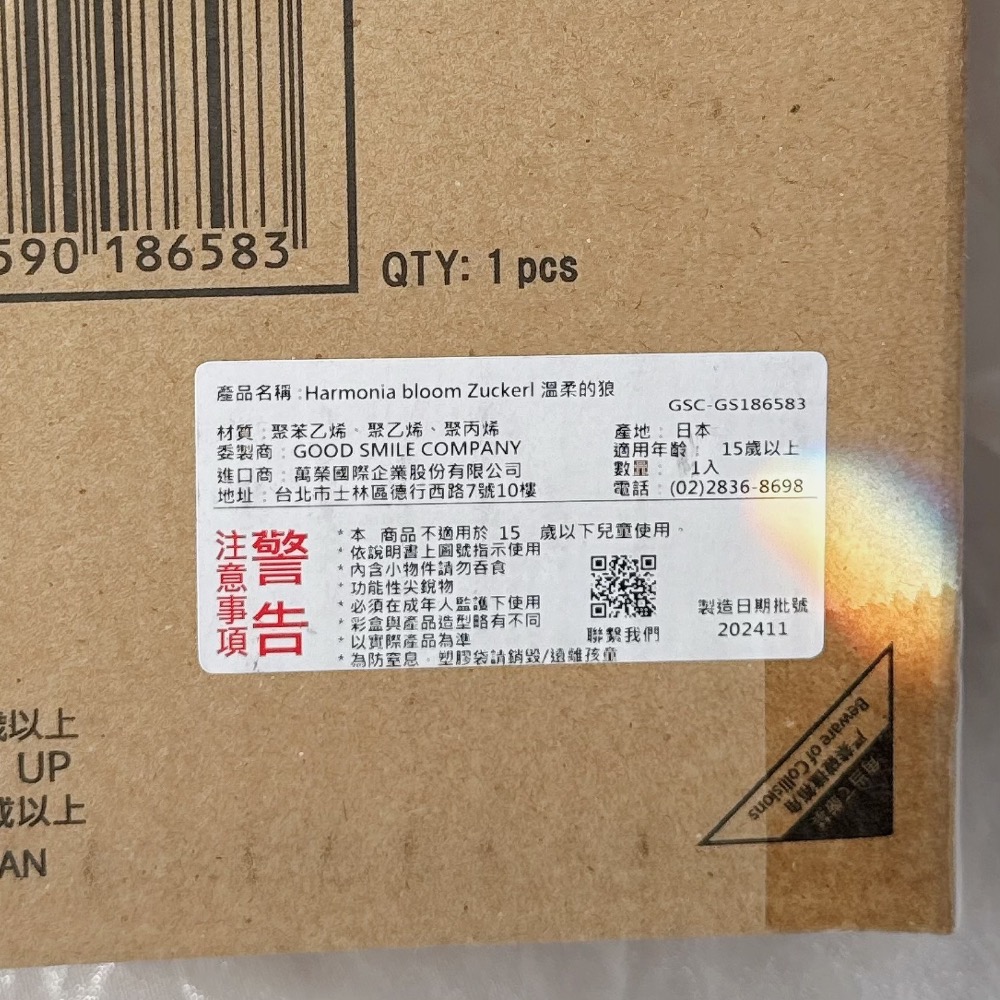 590 186583
QTY: 1 pcs
產品名稱:Harmonia bloom Zuckerl 溫柔的狼
GSC-GS186583
材質:聚苯乙烯、聚乙烯、聚丙烯
產地: 日本
委製商:GOOD SMILE COMPANY
適用年齡: 15歲以上
進口商:萬榮國際企業股份有限公司
數量: 1入
地址:台北市士林區德行西路7號10樓
電話:(02)2836-8698
注意事項
警告
*本 商品不適用於 15 歲以下兒童使用。
*依說明書上圖號指示使用
*內含小物件請勿吞食
*功能性尖銳物
*必須在成年人監護下使用
*彩盒與產品造型略有不同
*以實際產品為準
*為防窒息,塑膠袋請銷毀/遠離孩童
聯繫我們
製造日期批號
202411
歲以上
UP
以上
AN
Beware of Collisions